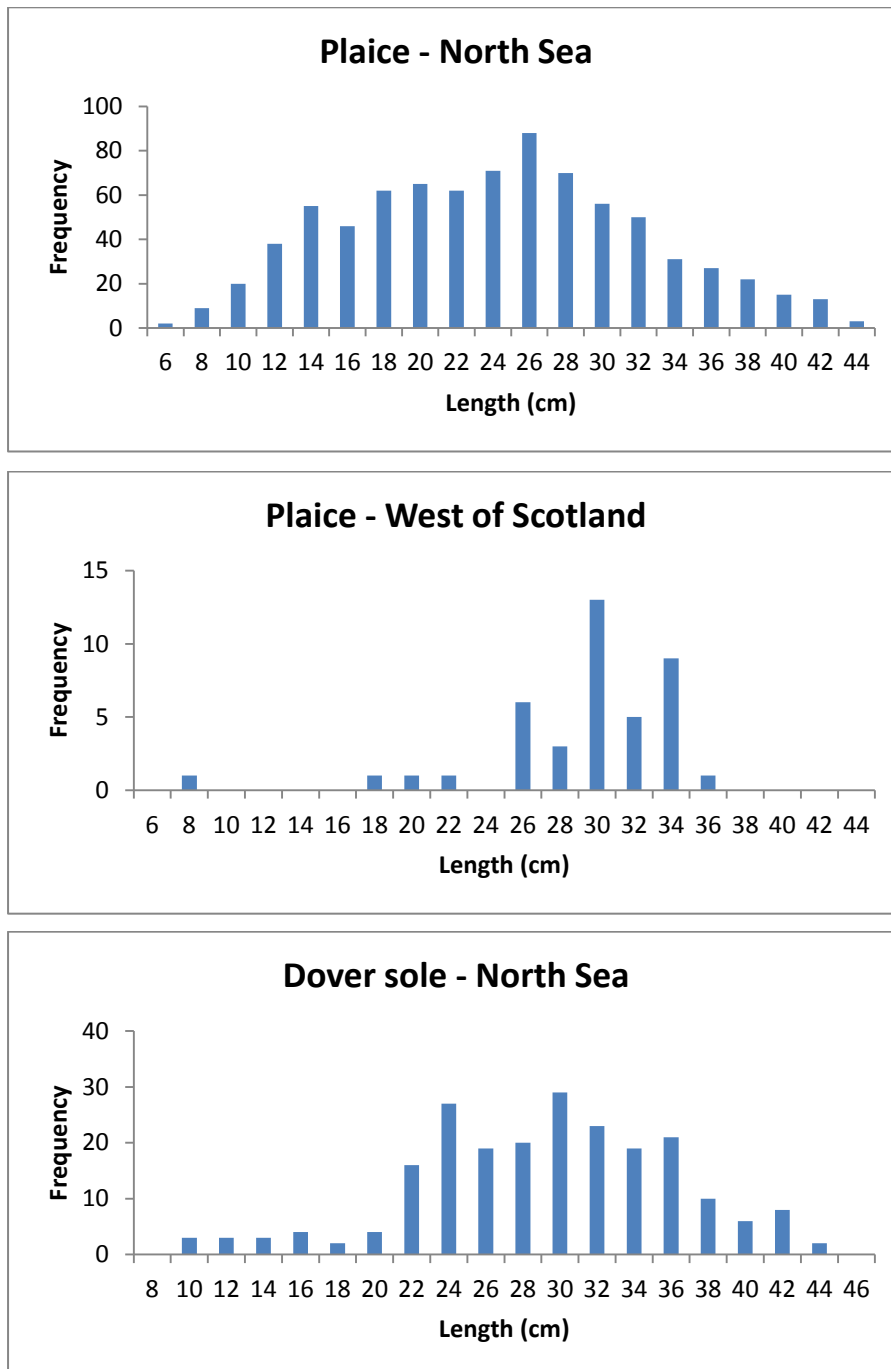 Plaice - North Sea
100
80
60
40
20
0
Frequency
6 8 10 12 14 16 18 20 22 24 26 28 30 32 34 36 38 40 42 44
Length (cm)
Plaice - West of Scotland
15
10
5
0
Frequency
6 8 10 12 14 16 18 20 22 24 26 28 30 32 34 36 38 40 42 44
Length (cm)
Dover sole - North Sea
40
30
20
10
0
Frequency
8 10 12 14 16 18 20 22 24 26 28 30 32 34 36 38 40 42 44 46
Length (cm)